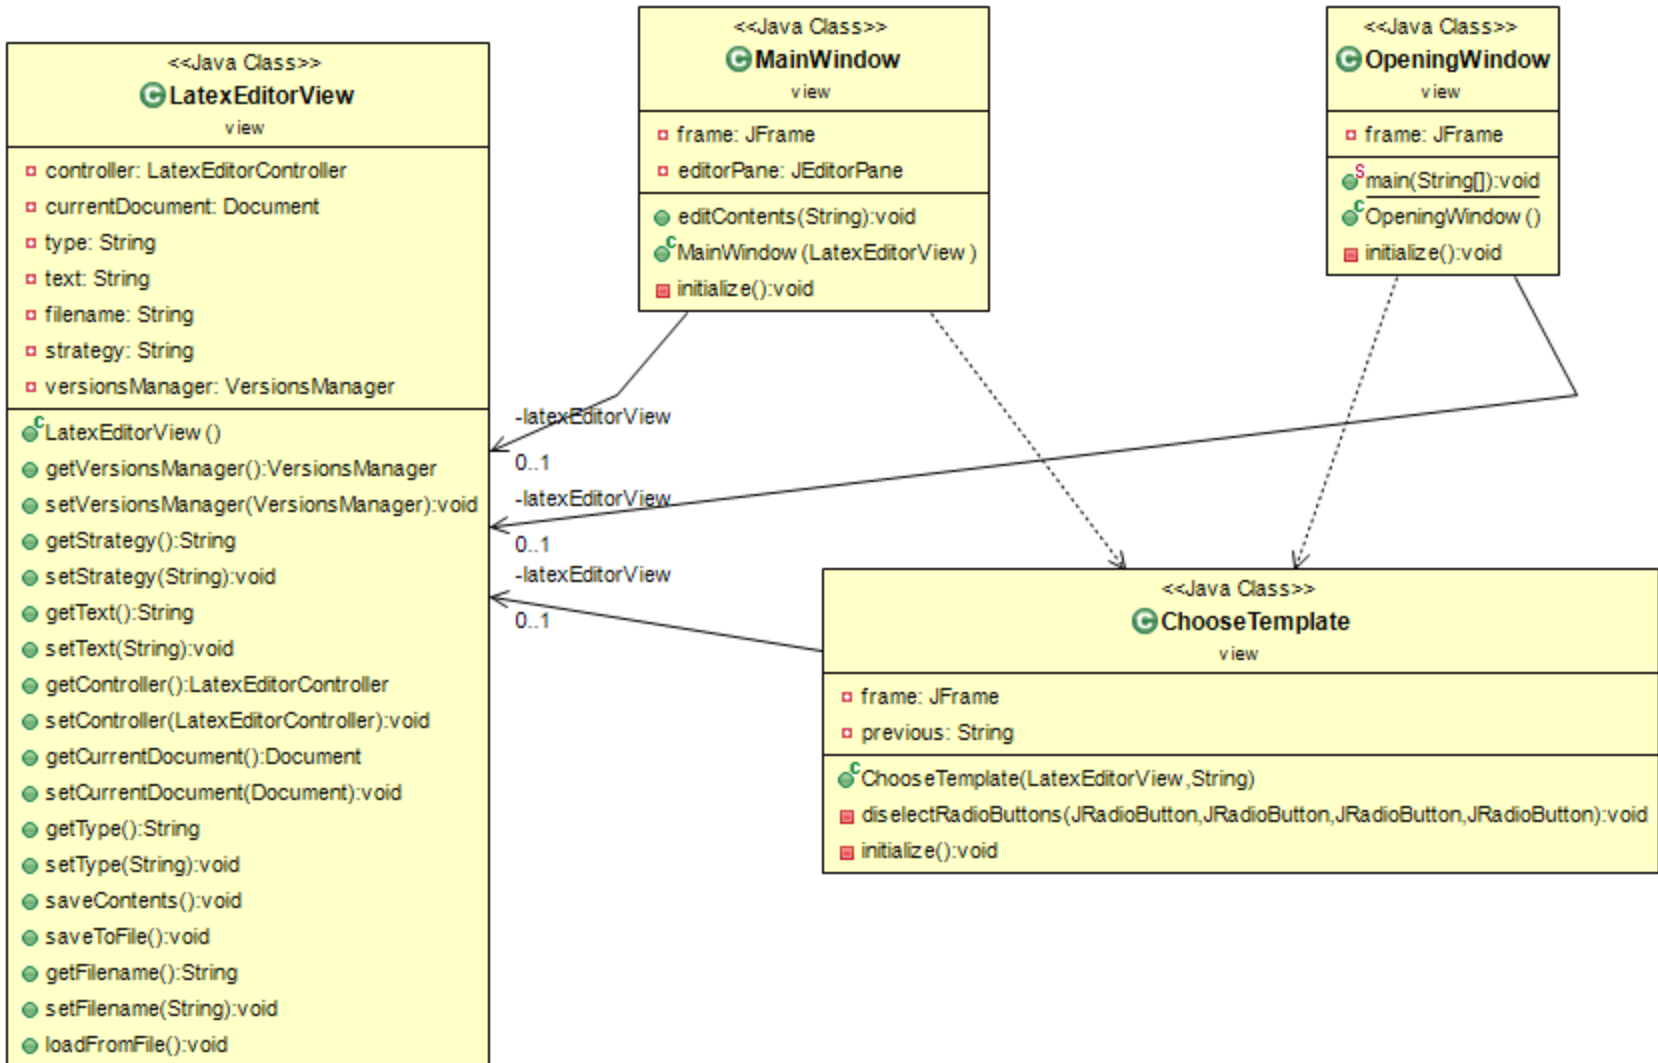 <<Java Class>>
LatexEditorView
view
controller: LatexEditorController
currentDocument: Document
type: String
text: String
filename: String
strategy: String
versionsManager: VersionsManager
LatexEditorView()
getVersionsManager():VersionsManager
setVersionsManager(VersionsManager):void
getStrategy():String
setStrategy(String):void
getText():String
setText(String):void
getController():LatexEditorController
setController(LatexEditorController):void
getCurrentDocument():Document
setCurrentDocument(Document):void
getType():String
setType(String):void
saveContents():void
saveToFile():void
getFilename():String
setFilename(String):void
loadFromFile():void
<<Java Class>>
MainWindow
view
frame: JFrame
editorPane: JEditorPane
editContents(String):void
MainWindow(LatexEditorView)
initialize():void
<<Java Class>>
OpeningWindow
view
frame: JFrame
main(String[]):void
OpeningWindow()
initialize():void
-latexEditorView
0..1
-latexEditorView
0..1
-latexEditorView
0..1
<<Java Class>>
ChooseTemplate
view
frame: JFrame
previous: String
ChooseTemplate(LatexEditorView,String)
diselectRadioButtons(JRadioButton,JRadioButton,JRadioButton,JRadioButton):void
initialize():void